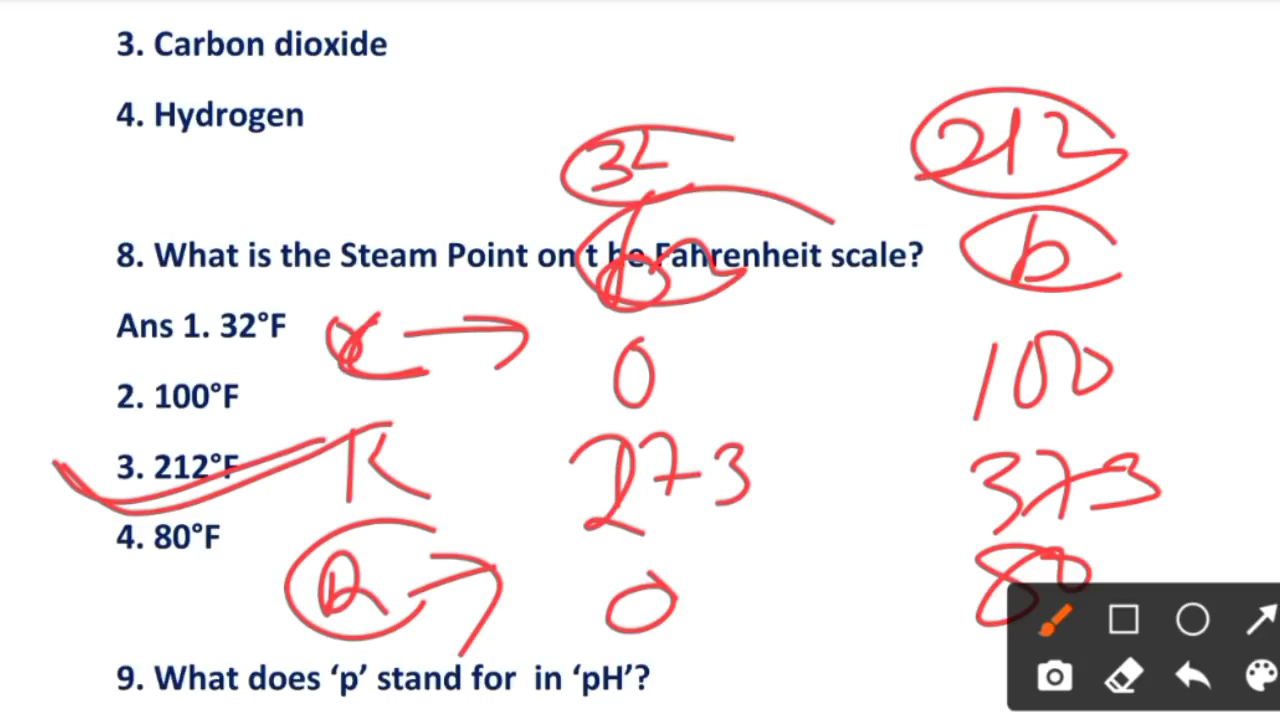 3. Carbon dioxide
4. Hydrogen
32 212
8. What is the Steam Point on t he Fahrenheit scale? b
Ans 1. 32°F
0 100
2. 100°F
3. 212°F K 273 373
4. 80°F
R 0 80
9. What does ‘p’ stand for in ‘pH’?